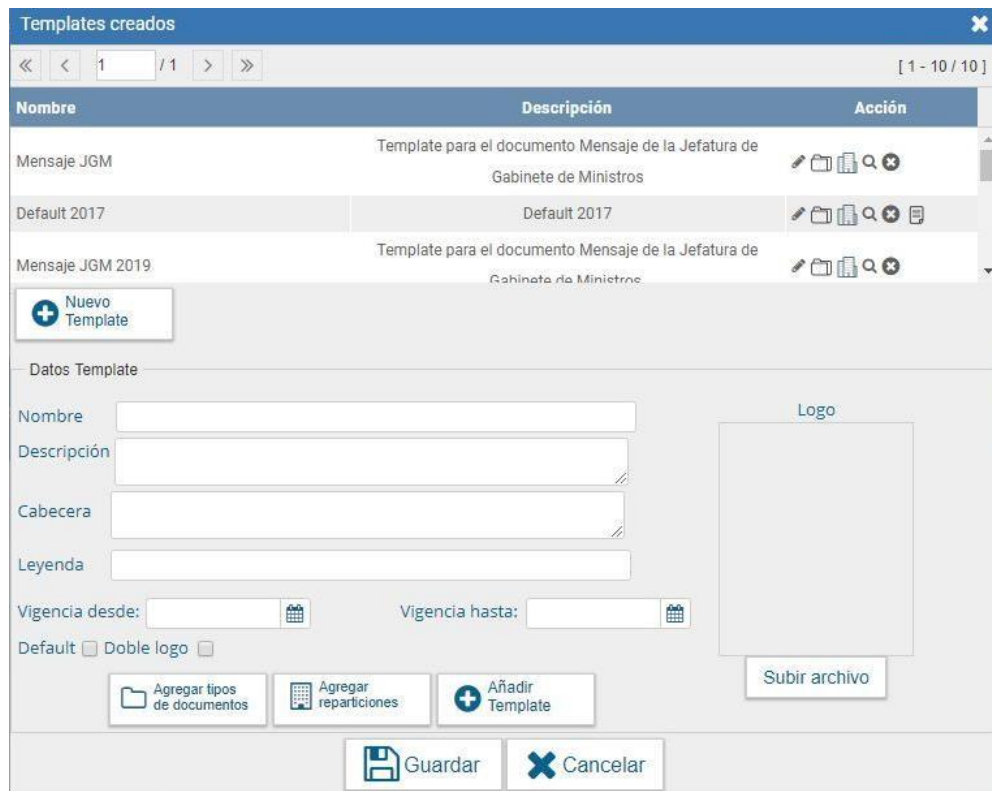 Templates creados
1 / 1 [ 1 - 10 / 10 ]
Nombre Descripción Acción
Mensaje JGM Template para el documento Mensaje de la Jefatura de
Gabinete de Ministros
Default 2017 Default 2017
Mensaje JGM 2019 Template para el documento Mensaje de la Jefatura de
Gabinete de Ministros
Nuevo
Template
Datos Template
Nombre
Logo
Descripción
Cabecera
Leyenda
Vigencia desde: Vigencia hasta:
Default Doble logo
Subir archivo
Agregar tipos
de documentos
Agregar
reparticiones
Añadir
Template
Guardar Cancelar